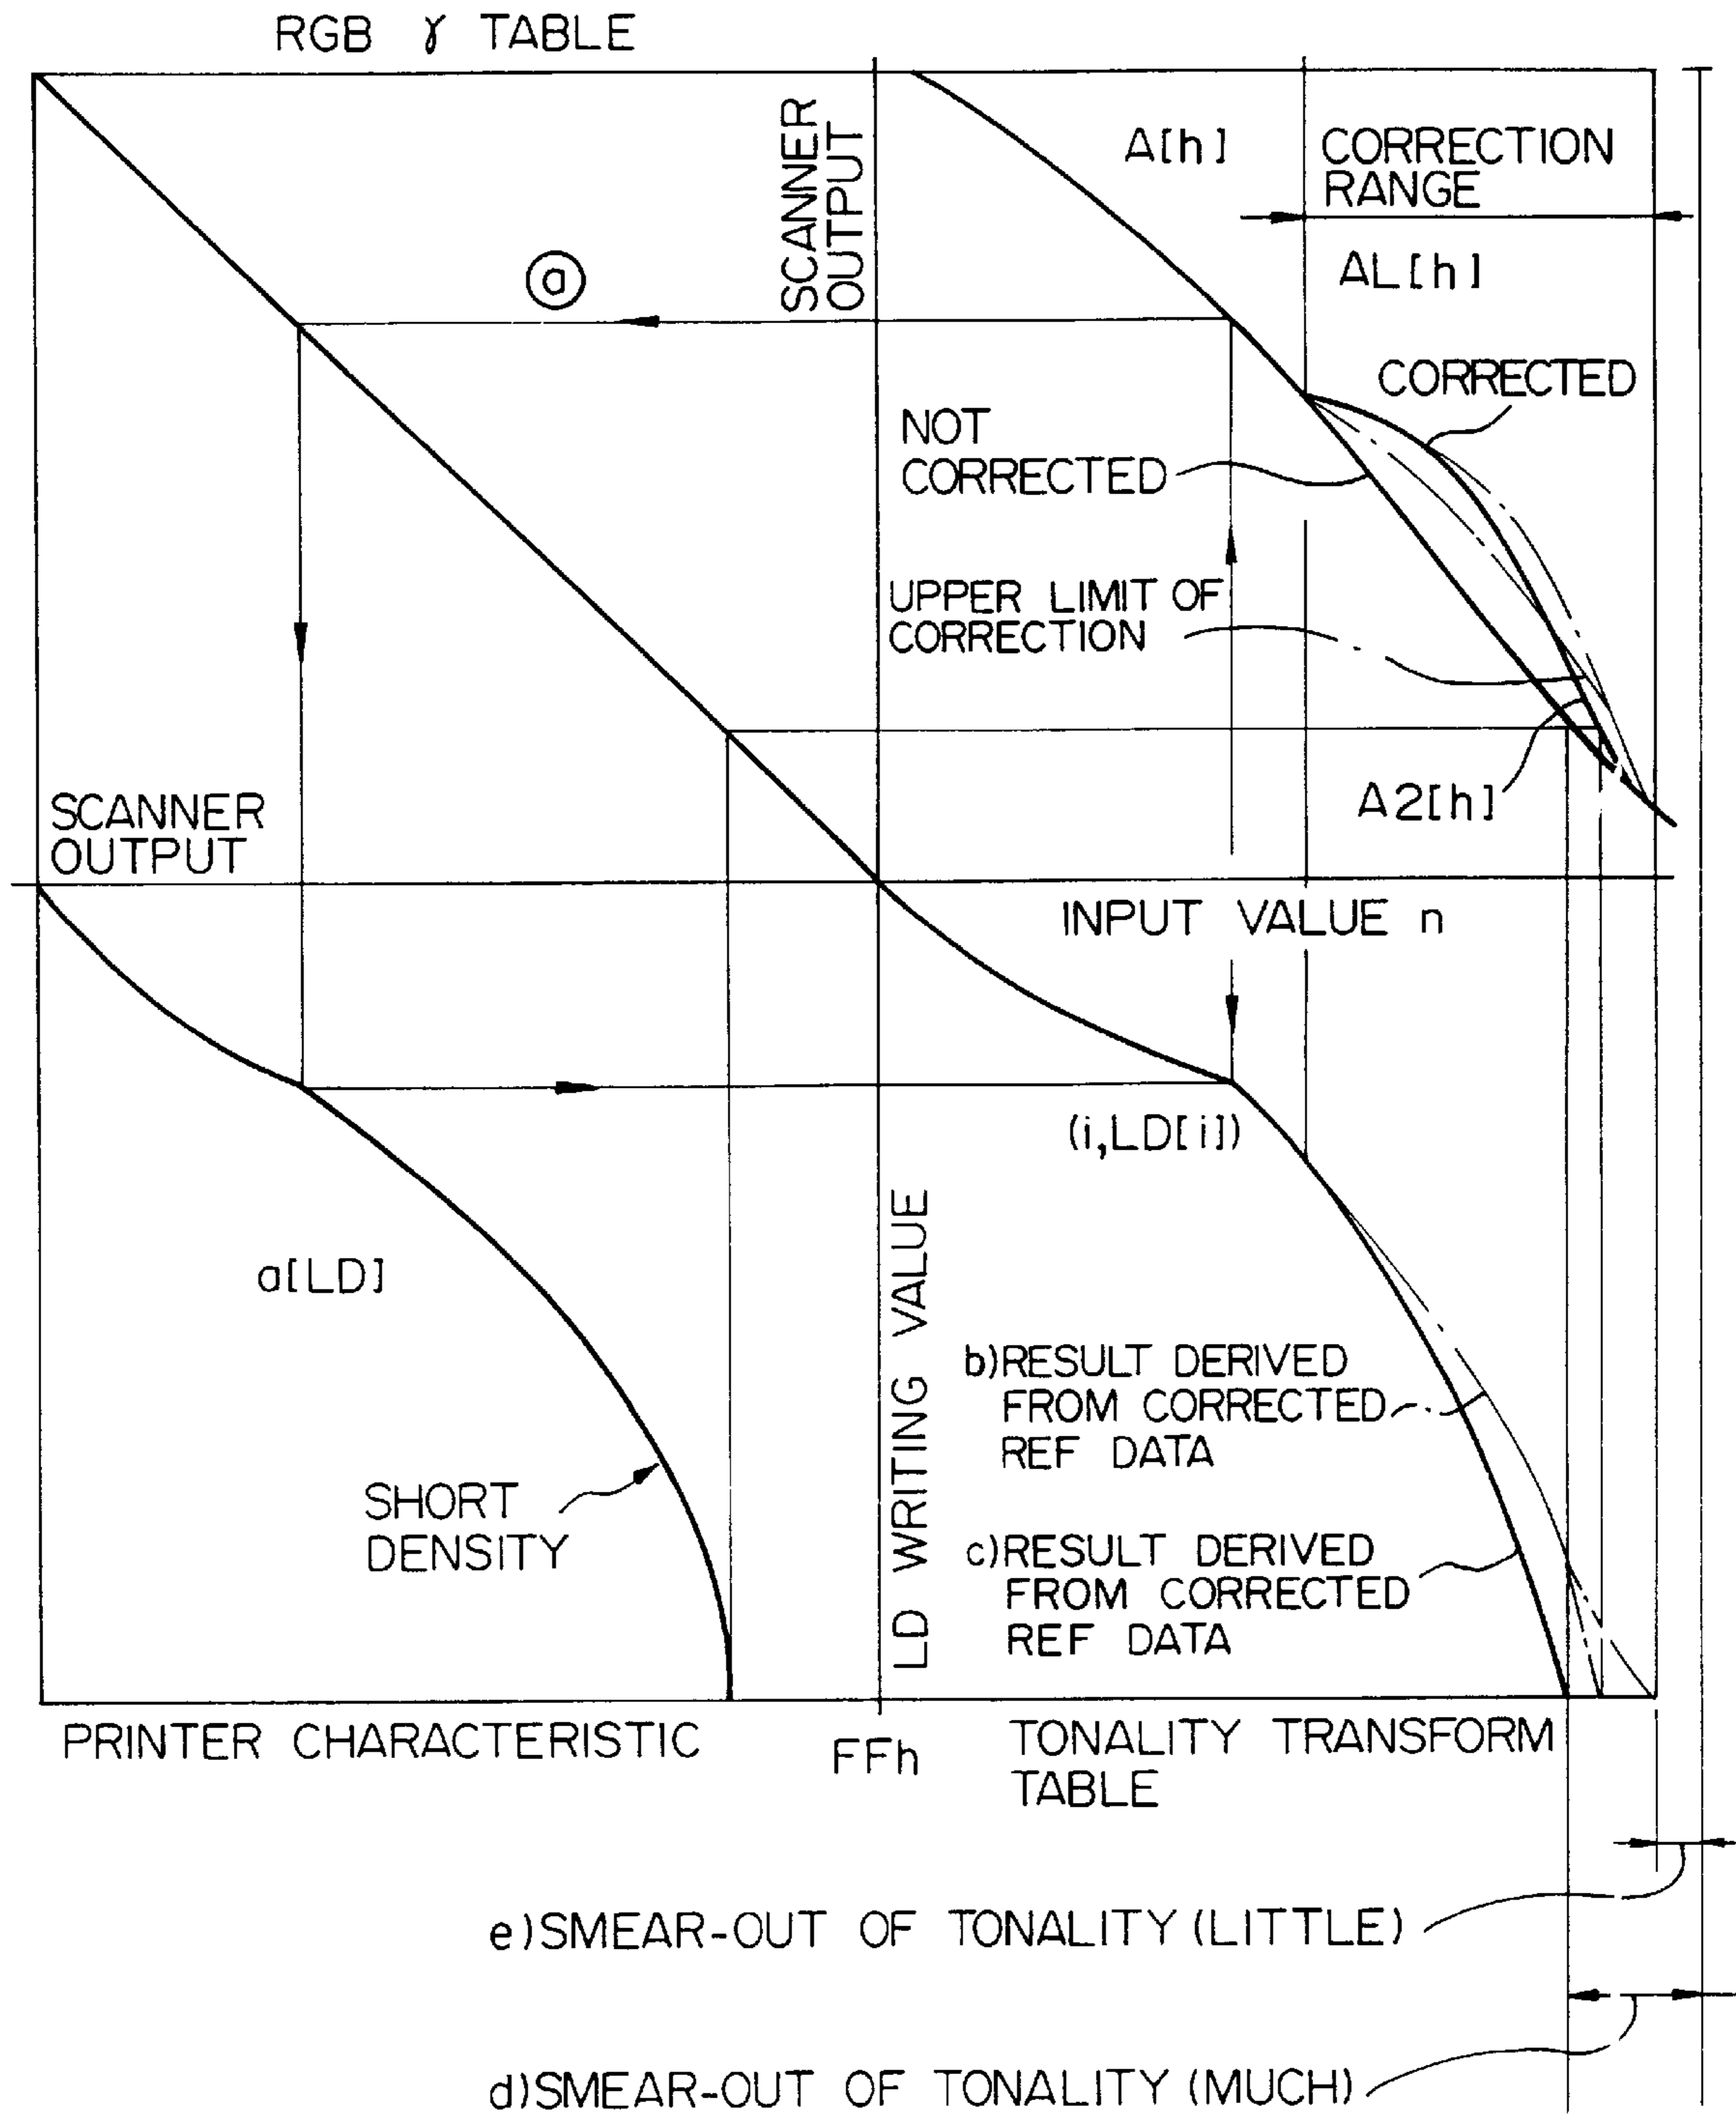 RGB γ TABLE
SCANNER
OUTPUT
A[h]
CORRECTION
RANGE
ⓐ
AL[h]
CORRECTED
NOT
CORRECTED
UPPER LIMIT OF
CORRECTION
A2[h]
SCANNER
OUTPUT
INPUT VALUE n
(i,LD[i])
a[LD]
LD WRITING VALUE
b)RESULT DERIVED
FROM CORRECTED
REF DATA
SHORT
DENSITY
c)RESULT DERIVED
FROM CORRECTED
REF DATA
PRINTER CHARACTERISTIC
FFh
TONALITY TRANSFORM
TABLE
e)SMEAR-OUT OF TONALITY (LITTLE)
d)SMEAR-OUT OF TONALITY (MUCH)